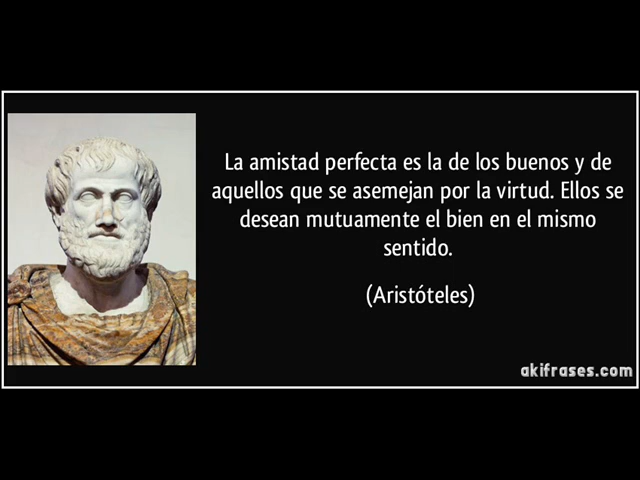 La amistad perfecta es la de los buenos y de
aquellos que se asemejan por la virtud. Ellos se
desean mutuamente el bien en el mismo
sentido.
(Aristóteles)
akifrases.com